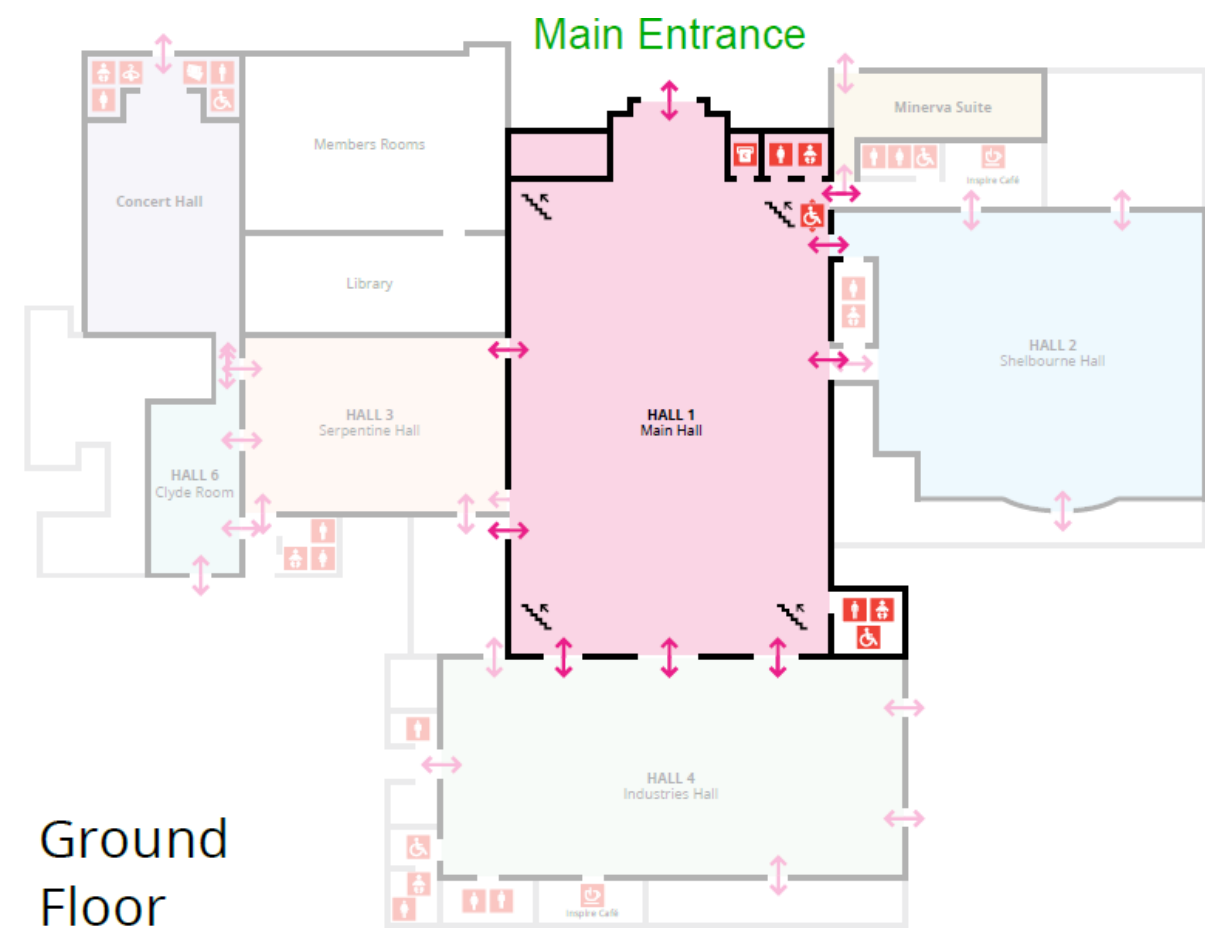 Main Entrance
Minerva Suite
Members Rooms
Inspire Café
Concert Hall
Library
HALL 2
Shelbourne Hall
HALL 3
Serpentine Hall
HALL 1
Main Hall
HALL 6
Clyde Room
HALL 4
Industries Hall
Ground
Floor
Inspire Café